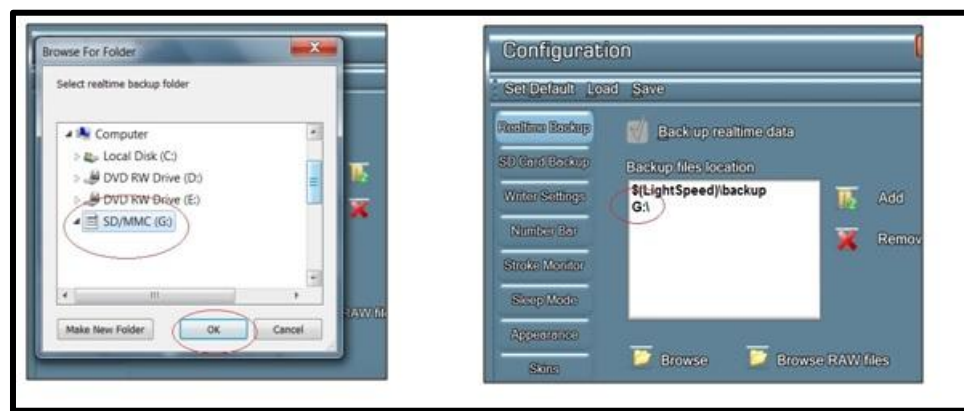 Browse For Folder
Select realtime backup folder
Computer
Local Disk (C:)
DVD RW Drive (D:)
DVD RW Drive (E:)
SD/MMC (G:)
Make New Folder
OK
Cancel
Configuration
Set Default Load Save
Realtime Backup
Back up realtime data
SD Card Backup
Backup files location
Writer Settings
$(LightSpeed)\backup
G:\
Add
Number Bar
Remov
Stroke Monitor
Sleep Mode
Appearance
Browse
Browse RAW files
Skins